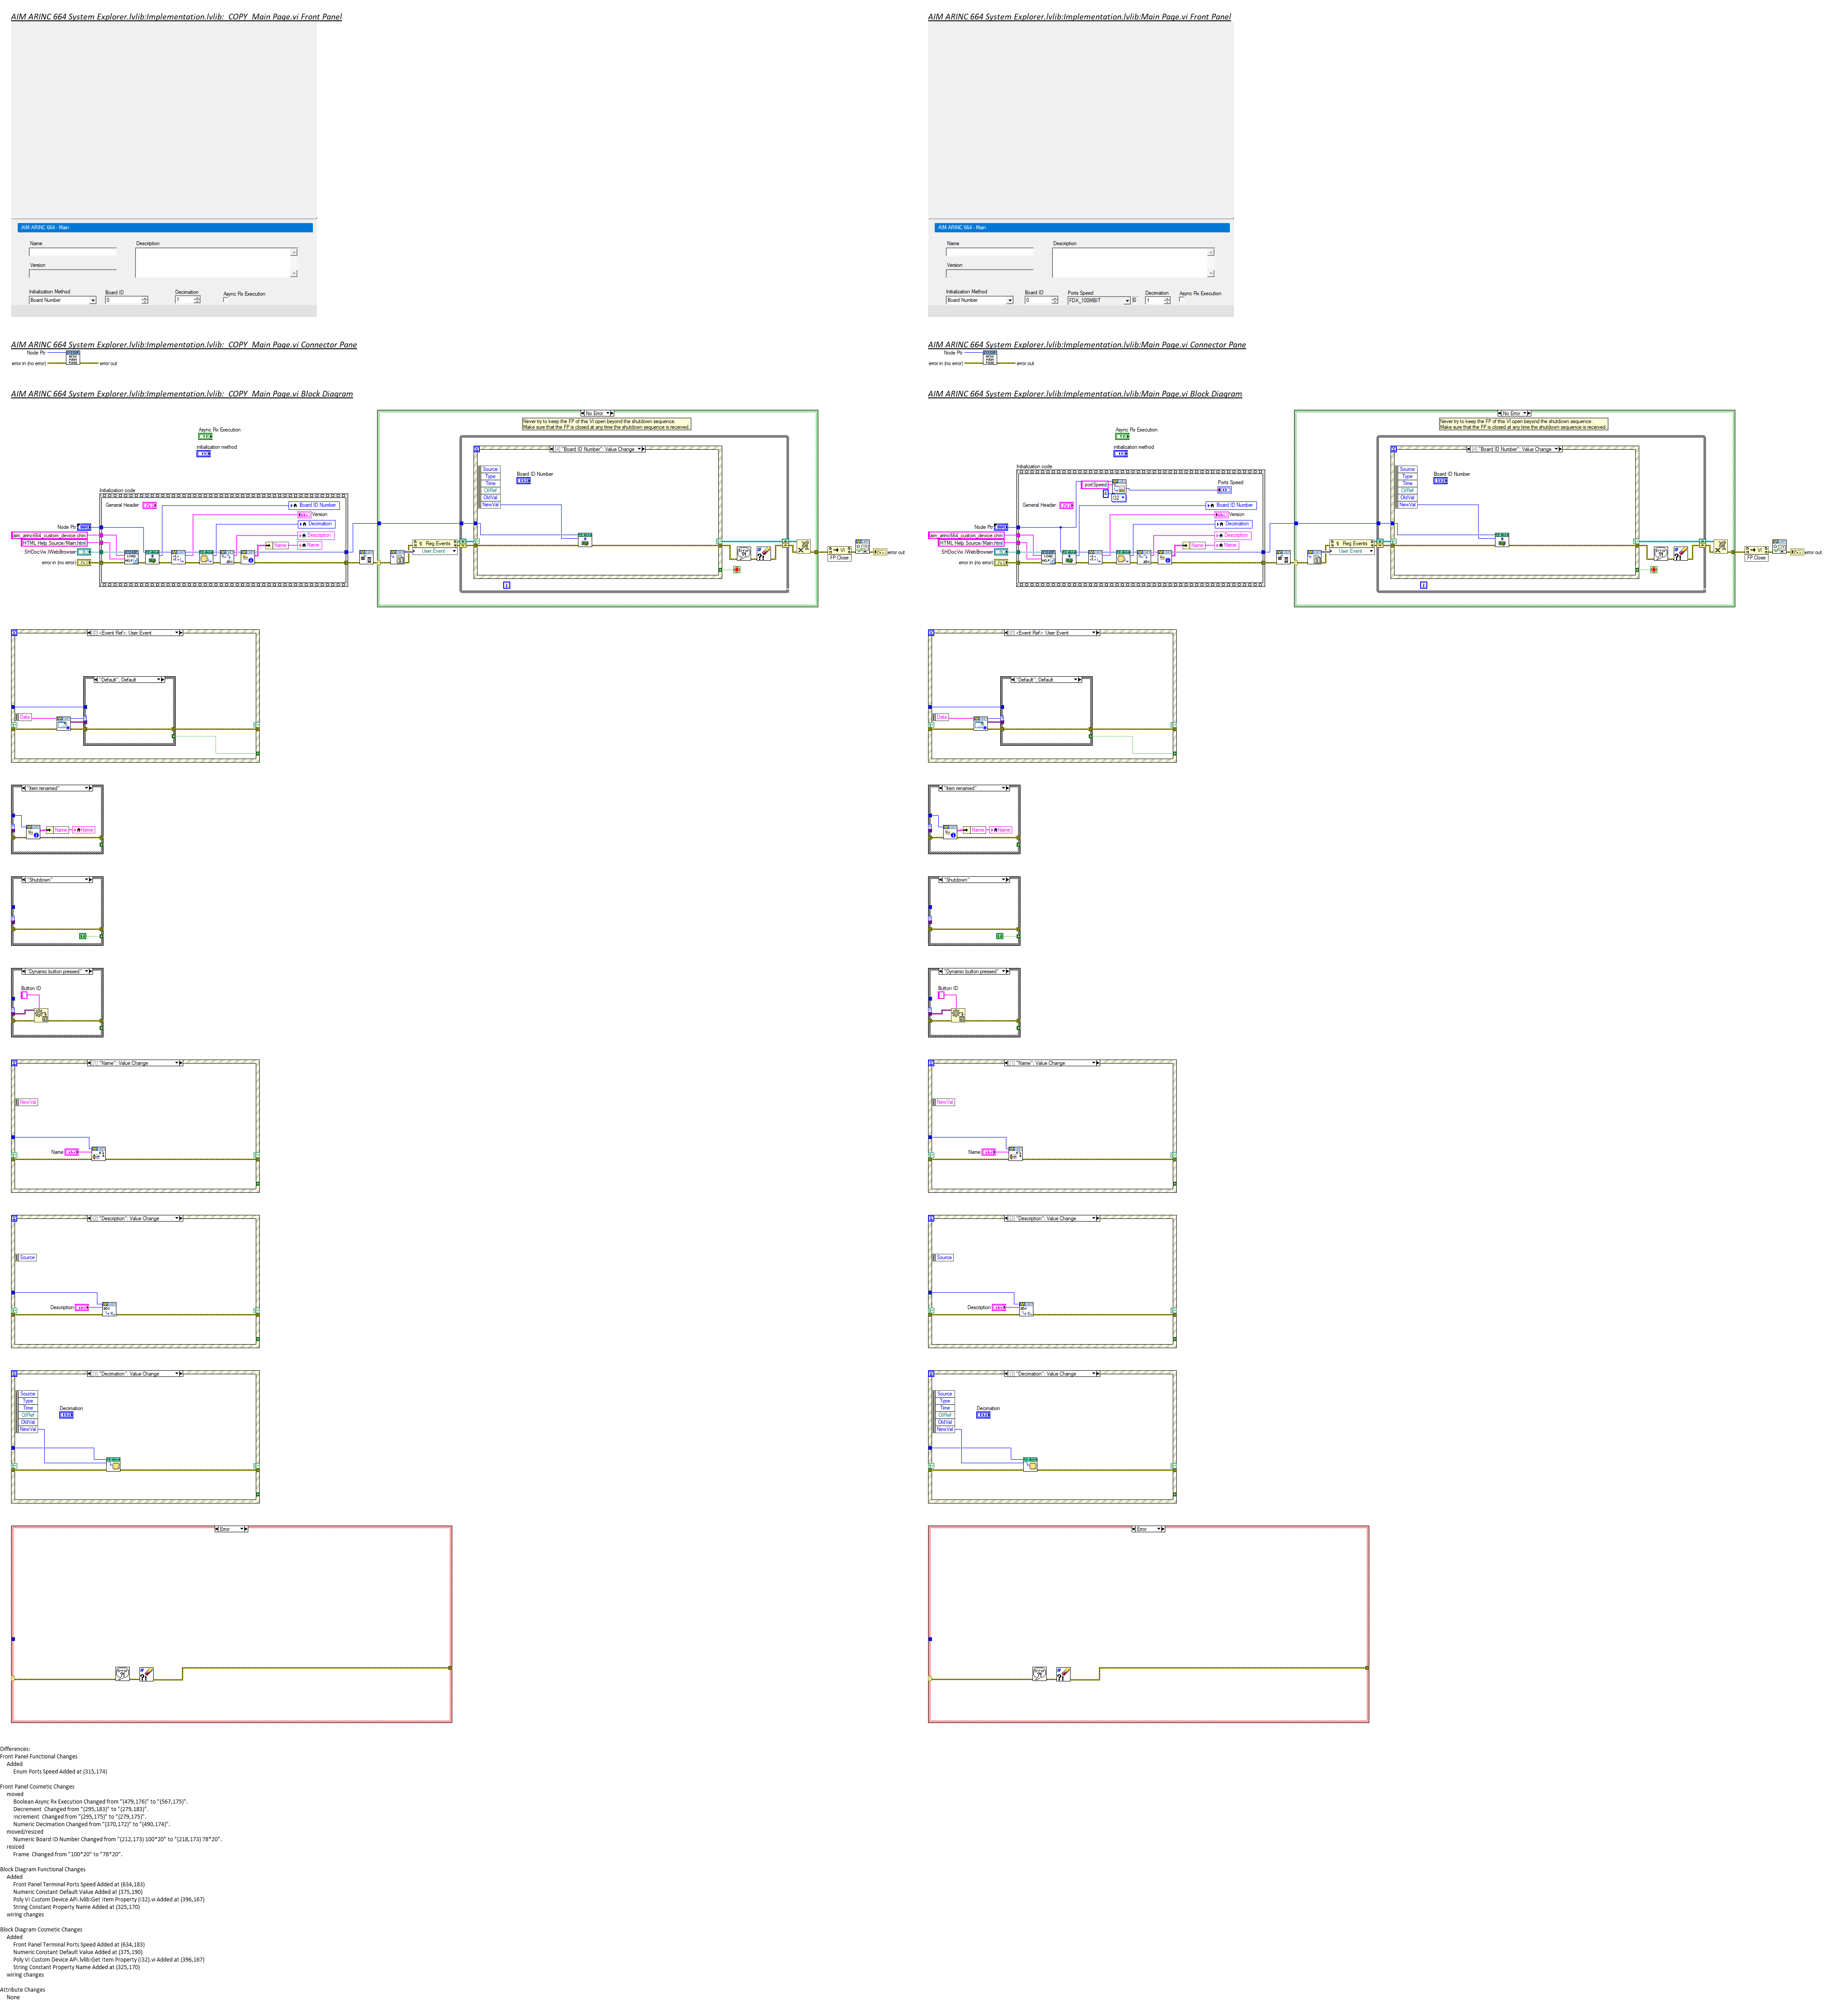 AIM ARINC 664 System Explorer.lvlib:Implementation.lvlib:_COPY_Main Page.vi Front Panel
AIM ARINC 664 - Main
Name
Description
Version
Initialization Method
Board ID
Decimation
Async Rx Execution
Board Number
0
1
AIM ARINC 664 System Explorer.lvlib:Implementation.lvlib:_COPY_Main Page.vi Connector Pane
Node Ptr
error in (no error)
error out
AIM ARINC 664 System Explorer.lvlib:Implementation.lvlib:_COPY_Main Page.vi Block Diagram
No Error
Never try to keep the FP of this VI open beyond the shutdown sequence.
Make sure that the FP is closed at any time the shutdown sequence is received.
Async Rx Execution
initialization method
[4] "Board ID Number": Value Change
Source
Type
Time
CtlRef
OldVal
NewVal
Board ID Number
Initialization code
General Header
Board ID Number
Version
Decimation
Description
Name
Name
Node Ptr
aim_arinc664_custom_device.chm
HTML Help Source/Main.html
SHDocVw.IWebBrowser
error in (no error)
Reg Events
User Event
VI
FP.Close
error out
[0] <Event Ref>: User Event
"Default", Default
Data
"Item renamed"
Name
Name
"Shutdown"
"Dynamic button pressed"
Button ID
[1] "Name": Value Change
NewVal
Name
[2] "Description": Value Change
Source
Description
[3] "Decimation": Value Change
Source
Type
Time
CtlRef
OldVal
NewVal
Decimation
Error
AIM ARINC 664 System Explorer.lvlib:Implementation.lvlib:Main Page.vi Front Panel
AIM ARINC 664 - Main
Name
Description
Version
Initialization Method
Board ID
Ports Speed
Decimation
Async Rx Execution
Board Number
0
FDX_100MBIT
1
AIM ARINC 664 System Explorer.lvlib:Implementation.lvlib:Main Page.vi Connector Pane
Node Ptr
error in (no error)
error out
AIM ARINC 664 System Explorer.lvlib:Implementation.lvlib:Main Page.vi Block Diagram
No Error
Never try to keep the FP of this VI open beyond the shutdown sequence.
Make sure that the FP is closed at any time the shutdown sequence is received.
Async Rx Execution
initialization method
[4] "Board ID Number": Value Change
Source
Type
Time
CtlRef
OldVal
NewVal
Board ID Number
Initialization code
portSpeed
I32
Ports Speed
General Header
Board ID Number
Version
Decimation
Description
Name
Name
Node Ptr
aim_arinc664_custom_device.chm
HTML Help Source/Main.html
SHDocVw.IWebBrowser
error in (no error)
Reg Events
User Event
VI
FP.Close
error out
[0] <Event Ref>: User Event
"Default", Default
Data
"Item renamed"
Name
Name
"Shutdown"
"Dynamic button pressed"
Button ID
[1] "Name": Value Change
NewVal
Name
[2] "Description": Value Change
Source
Description
[3] "Decimation": Value Change
Source
Type
Time
CtlRef
OldVal
NewVal
Decimation
Error
Differences:
Front Panel Functional Changes
Added
Enum Ports Speed Added at (315,174)
Front Panel Cosmetic Changes
moved
Boolean Async Rx Execution Changed from "(479,176)" to "(567,175)".
Decrement  Changed from "(295,183)" to "(279,183)".
Increment  Changed from "(295,175)" to "(279,175)".
Numeric Decimation Changed from "(370,172)" to "(490,174)".
moved/resized
Numeric Board ID Number Changed from "(212,173) 100*20" to "(218,173) 78*20".
resized
Frame  Changed from "100*20" to "78*20".
Block Diagram Functional Changes
Added
Front Panel Terminal Ports Speed Added at (634,183)
Numeric Constant Default Value Added at (375,190)
Poly VI Custom Device API.lvlib:Get Item Property (I32).vi Added at (396,167)
String Constant Property Name Added at (325,170)
wiring changes
Block Diagram Cosmetic Changes
Added
Front Panel Terminal Ports Speed Added at (634,183)
Numeric Constant Default Value Added at (375,190)
Poly VI Custom Device API.lvlib:Get Item Property (I32).vi Added at (396,167)
String Constant Property Name Added at (325,170)
wiring changes
Attribute Changes
None